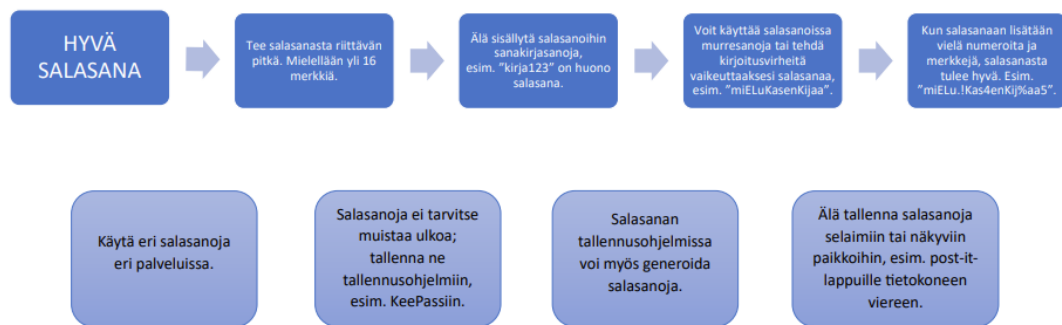 HYVÄ
SALASANA
Tee salasanasta riittävän
pitkä. Mielellään yli 16
merkkiä.
Älä sisällytä salasanoihin
sanakirjasanoja,
esim. "kirja123" on huono
salasana.
Voit käyttää salasanoissa
murresanoja tai tehdä
kirjoitusvirheitä
vaikeuttaaksesi salasanaa,
esim. "miELuKasenKijaa".
Kun salasanaan lisätään
vielä numeroita ja
merkkejä, salasanasta
tulee hyvä. Esim.
"miELu.!Kas4enKij%aa5".
Käytä eri salasanoja
eri palveluissa.
Salasanoja ei tarvitse
muistaa ulkoa;
tallenna ne
tallennusohjelmiin,
esim. KeePassiin.
Salasanan
tallennusohjelmissa
voi myös generoida
salasanoja.
Älä tallenna salasanoja
selaimiin tai näkyviin
paikkoihin, esim. post-it-
lappuille tietokoneen
viereen.